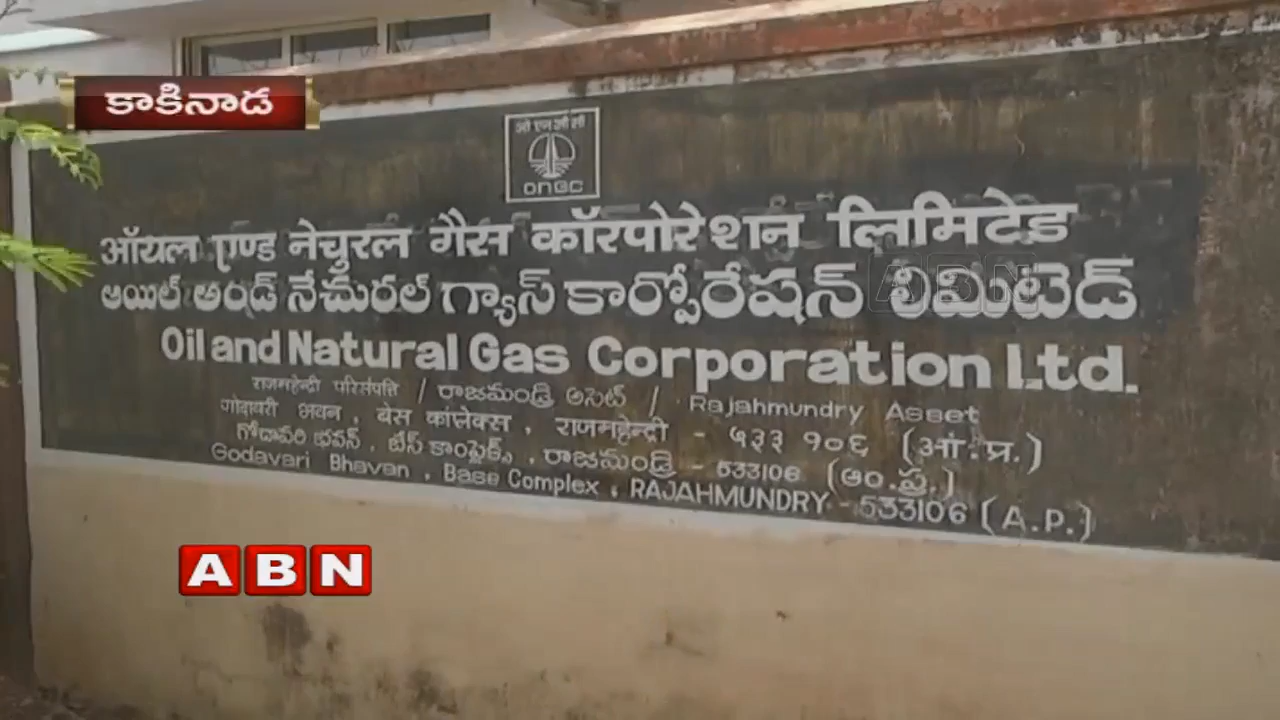 కాకినాడ
ओ एन जी सी
ONGC
ऑयल एण्ड नेचुरल गैस कॉरपोरेशन लिमिटेड
ఆయిల్ అండ్ నేచురల్ గ్యాస్ కార్పోరేషన్ లిమిటెడ్
ABN
Oil and Natural Gas Corporation Ltd.
राजमहेन्द्री परिसंपत्ति / రాజమండ్రి అసెట్ / Rajahmundry Asset
गोदावरी भवन, बेस कांप्लेक्स, राजमहेन्द्री - ५३३ १०६ (आं.प्र.)
గోదావరి భవన్, బేస్ కాంప్లెక్స్, రాజమండ్రి - 533106 (ఆం.ప్ర.)
Godavari Bhavan, Base Complex, RAJAHMUNDRY - 533106 (A.P.)
ABN